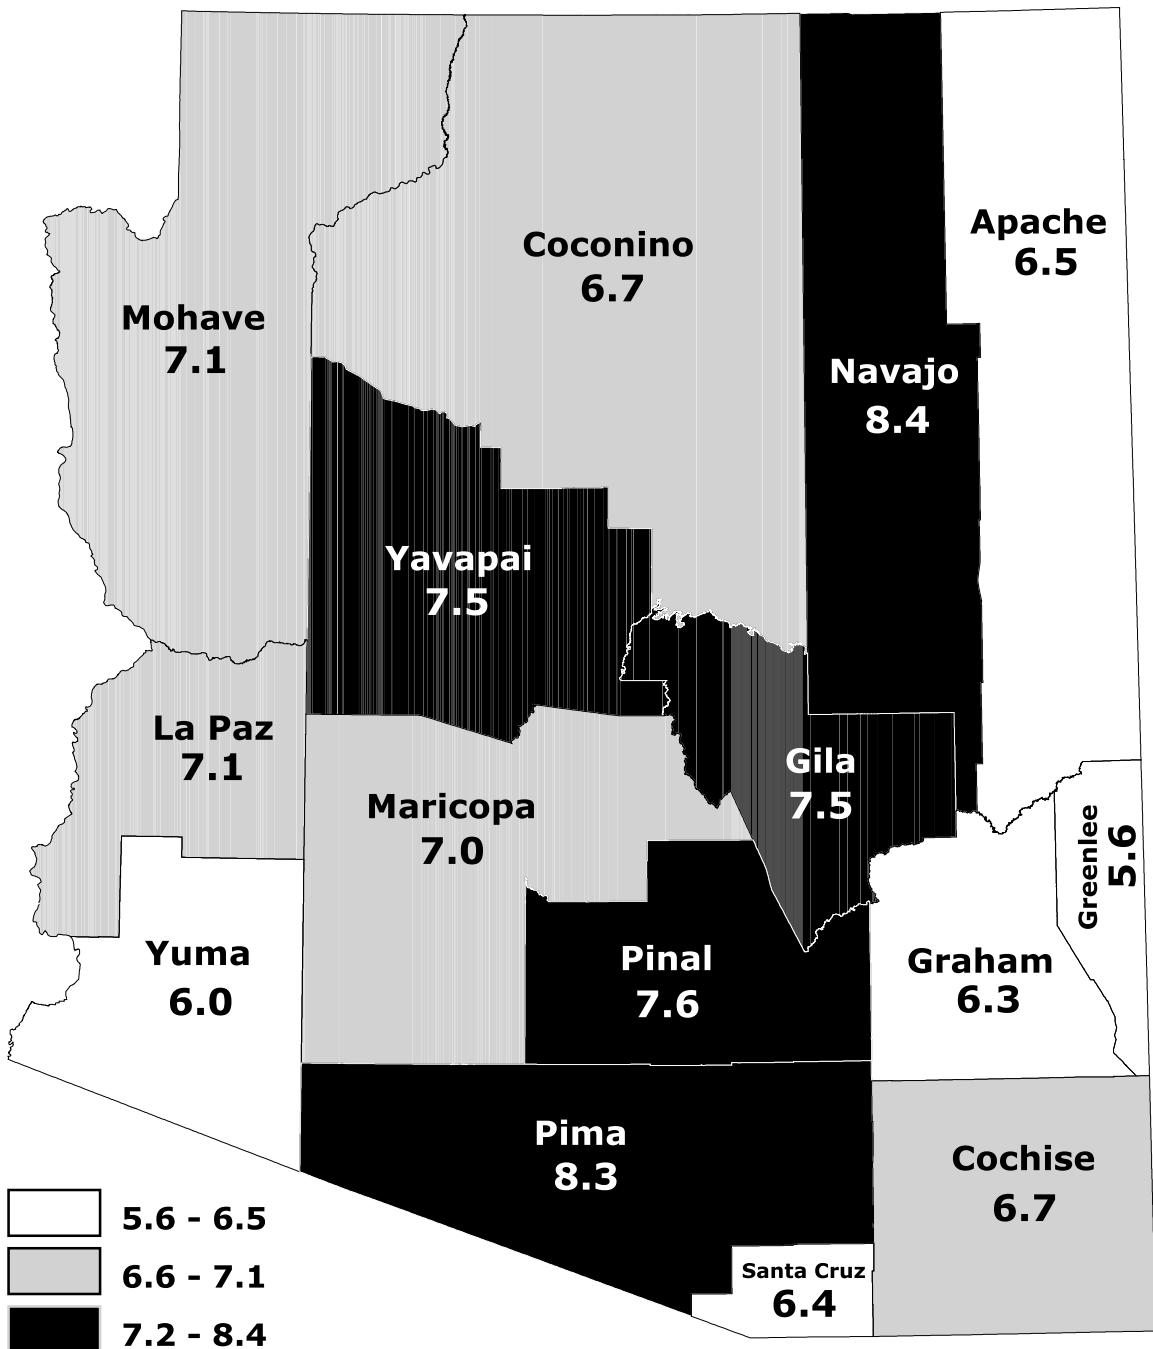 Apache
6.5
Coconino
6.7
Mohave
7.1
Navajo
8.4
Yavapai
7.5
La Paz
7.1
Gila
7.5
Maricopa
7.0
Greenlee
5.6
Yuma
6.0
Pinal
7.6
Graham
6.3
Pima
8.3
Cochise
6.7
Santa Cruz
6.4
5.6 - 6.5
6.6 - 7.1
7.2 - 8.4